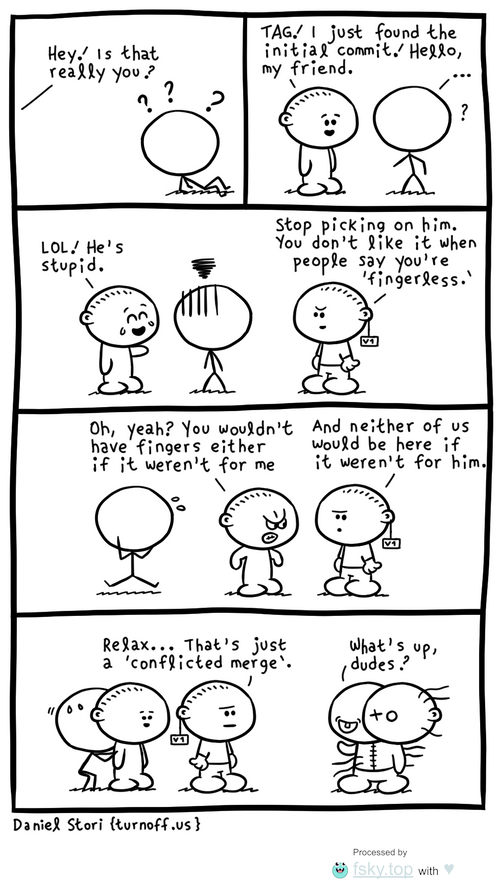 Hey! Is that
really you?
? ? ?
TAG! I just found the
initial commit! Hello,
my friend.
...
?
LOL! He's
stupid.
Stop picking on him.
You don't like it when
people say you're
'fingerless.'
V1
Oh, yeah? You wouldn't
have fingers either
if it weren't for me
And neither of us
would be here if
it weren't for him.
V1
Relax... That's just
a 'conflicted merge'.
V1
What's up,
dudes?
Daniel Stori {turnoff.us}
Processed by
fsky.top with ♥